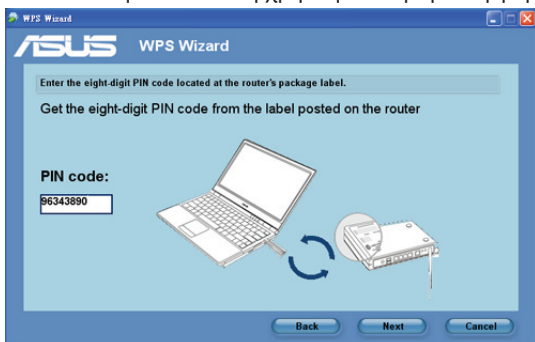 WPS Wizard
ASUS WPS Wizard
Enter the eight-digit PIN code located at the router's package label.
Get the eight-digit PIN code from the label posted on the router
PIN code:
96343890
Back Next Cancel